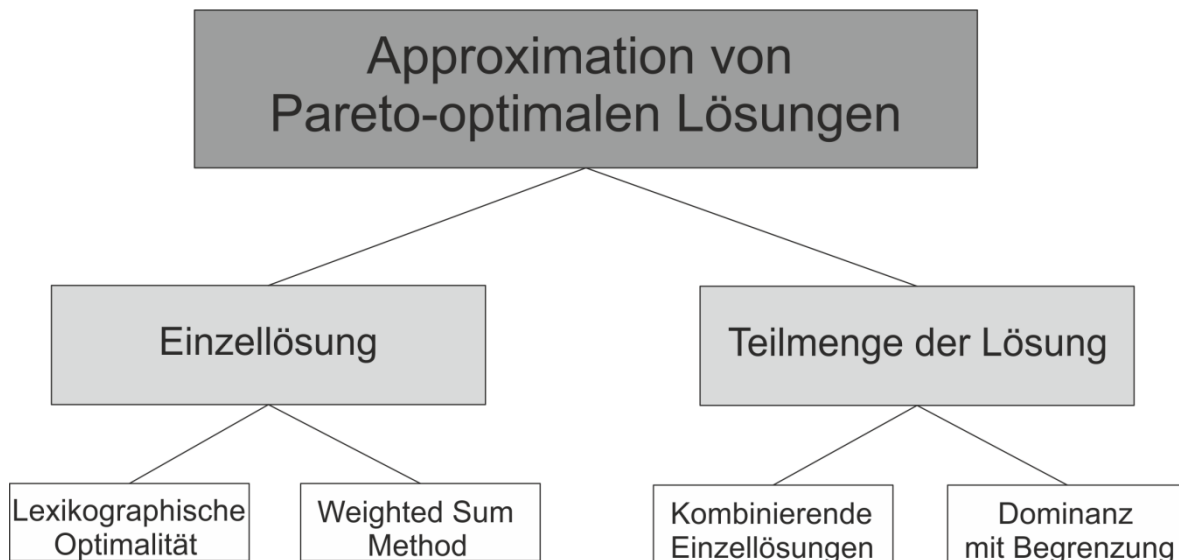 Approximation von
Pareto-optimalen Lösungen
Einzellösung
Teilmenge der Lösung
Lexikographische
Optimalität
Weighted Sum
Method
Kombinierende
Einzellösungen
Dominanz
mit Begrenzung